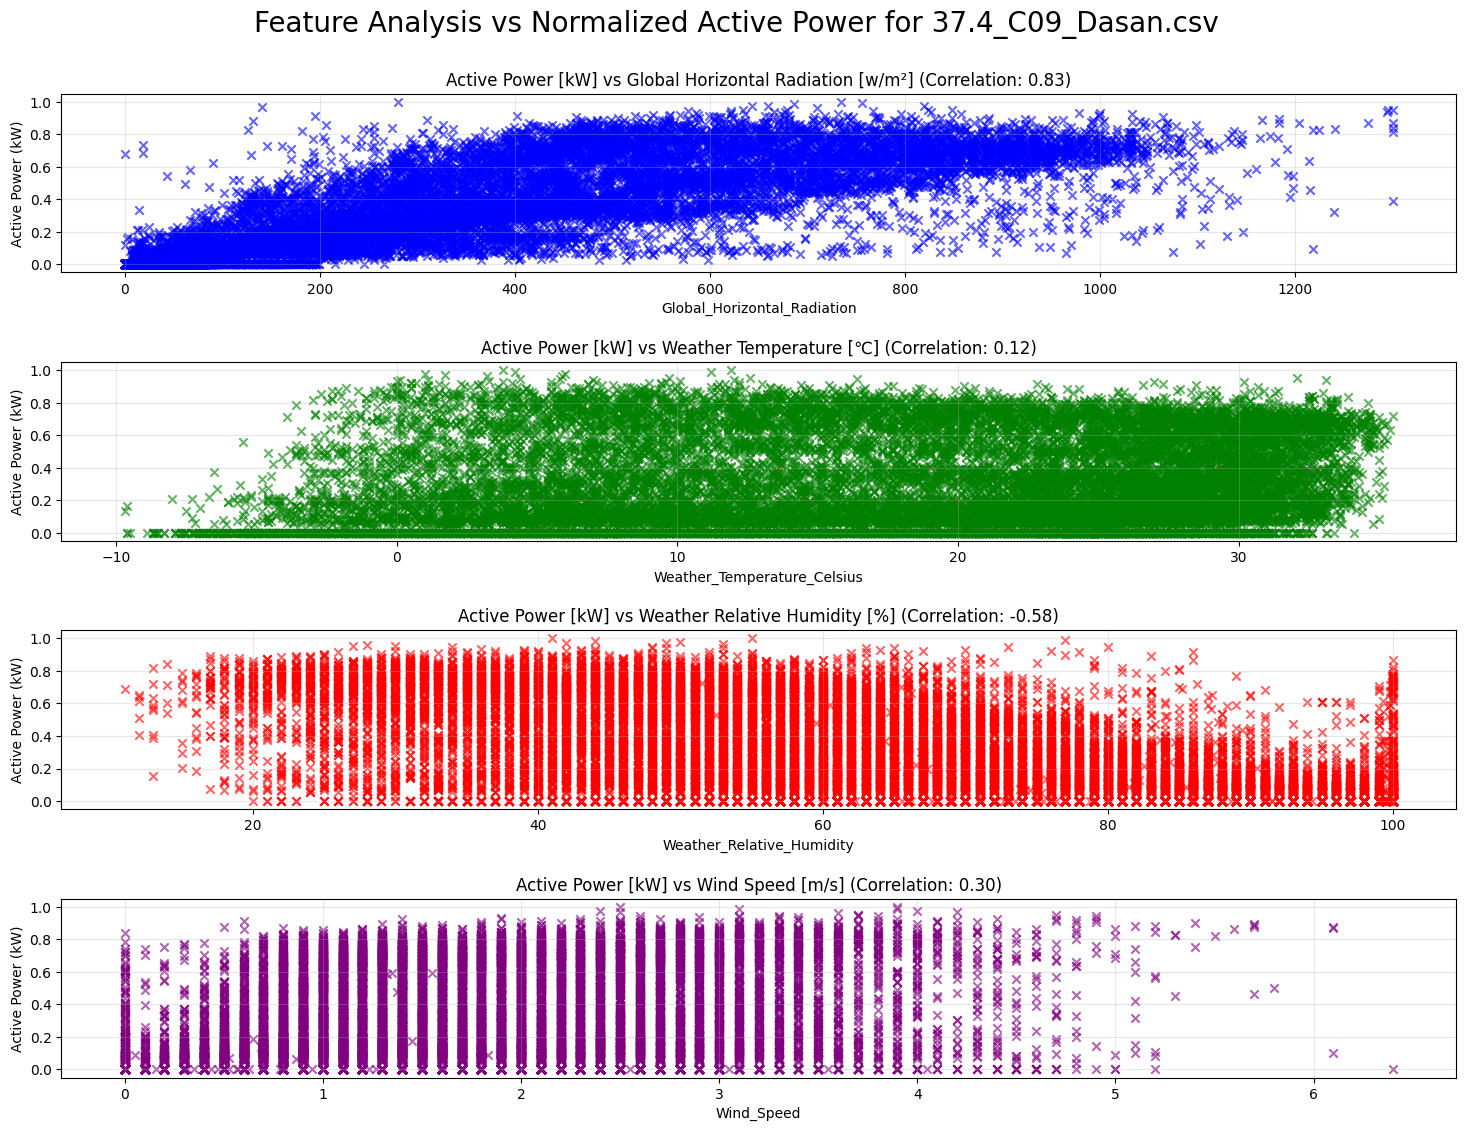 Feature Analysis vs Normalized Active Power for 37.4_C09_Dasan.csv
Active Power [kW] vs Global Horizontal Radiation [w/m²] (Correlation: 0.83)
Active Power (kW)
1.0
0.8
0.6
0.4
0.2
0.0
0 200 400 600 800 1000 1200
Global_Horizontal_Radiation
Active Power [kW] vs Weather Temperature [℃] (Correlation: 0.12)
Active Power (kW)
1.0
0.8
0.6
0.4
0.2
0.0
−10 0 10 20 30
Weather_Temperature_Celsius
Active Power [kW] vs Weather Relative Humidity [%] (Correlation: -0.58)
Active Power (kW)
1.0
0.8
0.6
0.4
0.2
0.0
20 40 60 80 100
Weather_Relative_Humidity
Active Power [kW] vs Wind Speed [m/s] (Correlation: 0.30)
Active Power (kW)
1.0
0.8
0.6
0.4
0.2
0.0
0 1 2 3 4 5 6
Wind_Speed